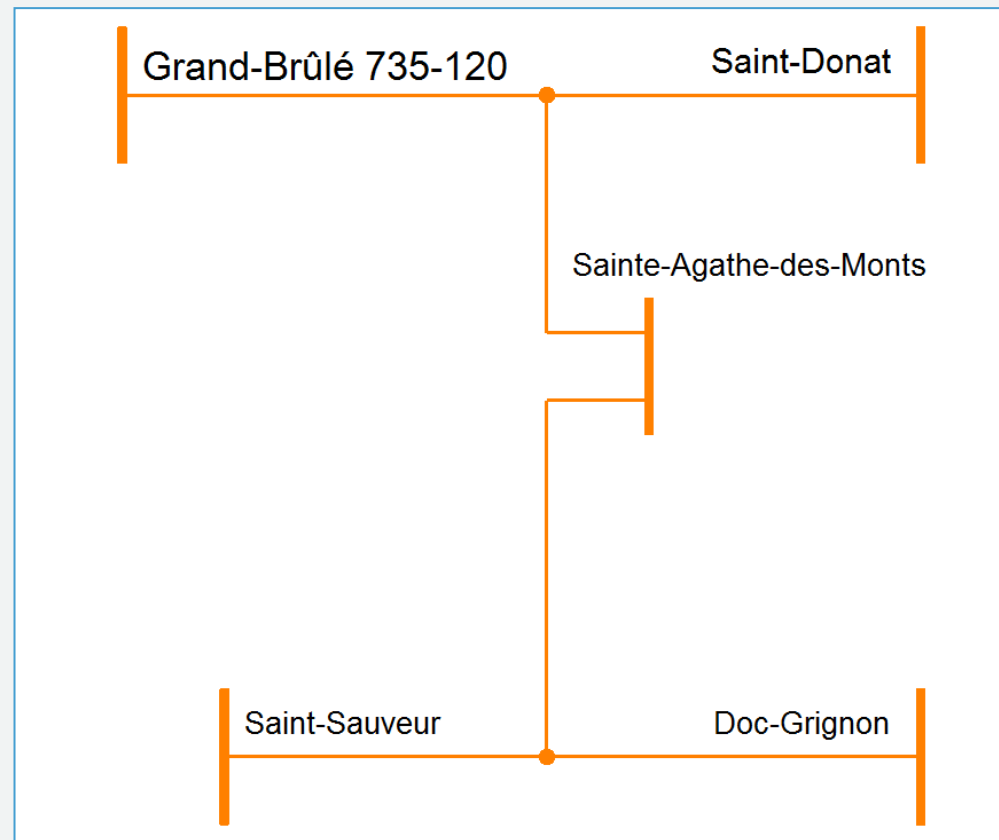 Grand-Brûlé 735-120
Saint-Donat
Sainte-Agathe-des-Monts
Saint-Sauveur
Doc-Grignon